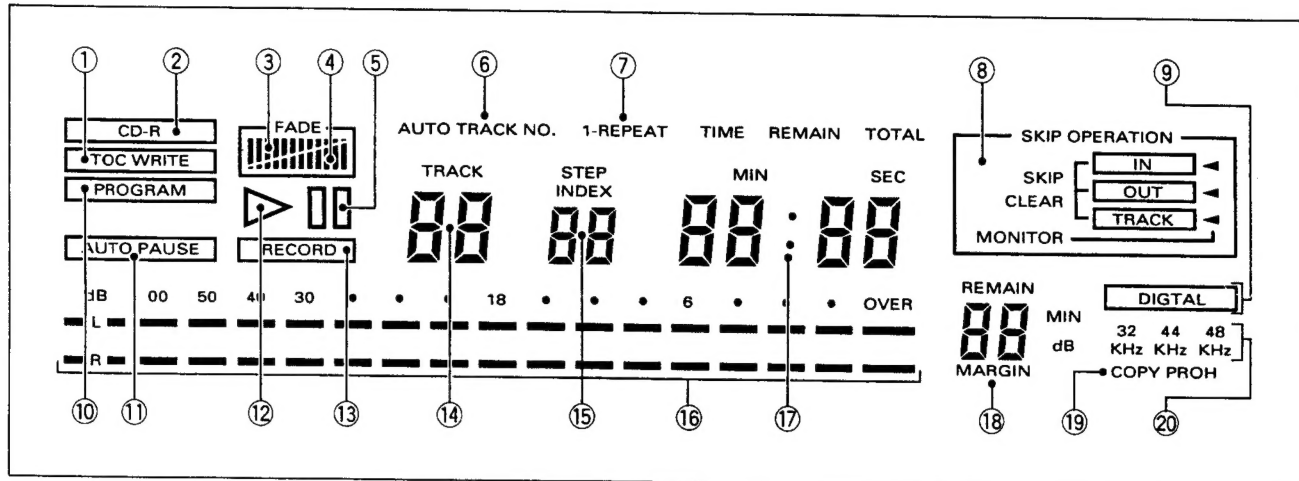 ① ② ③ ④ ⑤ ⑥ ⑦ ⑧ ⑨
CD-R
TOC WRITE
PROGRAM
AUTO PAUSE
FADE
RECORD
AUTO TRACK NO. 1-REPEAT TIME REMAIN TOTAL
TRACK
88
STEP
INDEX
88
MIN SEC
88:88
SKIP OPERATION
SKIP
CLEAR
IN
OUT
TRACK
MONITOR
dB 00 50 40 30 • • • 18 • • • 6 • • • OVER
L
R
REMAIN
88
MIN
dB
MARGIN
DIGTAL
32 44 48
KHz KHz KHz
COPY PROH
⑩ ⑪ ⑫ ⑬ ⑭ ⑮ ⑯ ⑰ ⑱ ⑲ ⑳